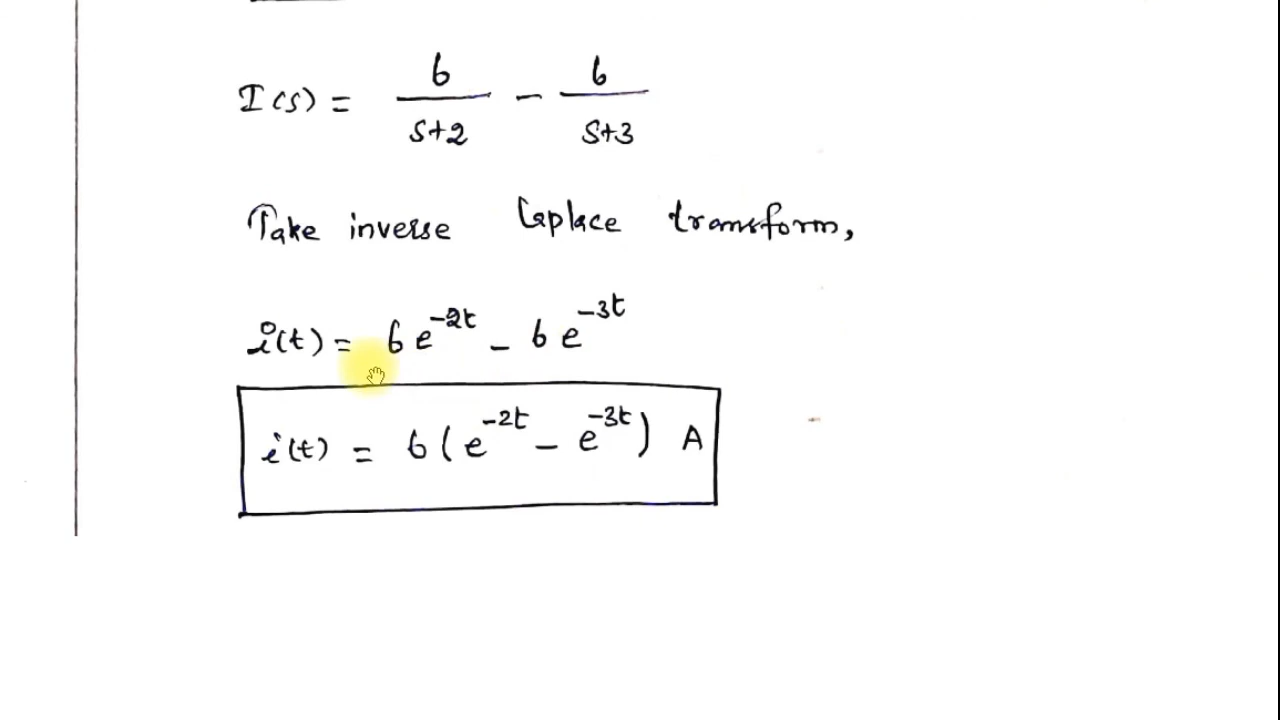 I(s) = 6/(s+2) - 6/(s+3)
Take inverse Laplace transform,
i(t) = 6e^{-2t} - 6e^{-3t}
i(t) = 6(e^{-2t} - e^{-3t}) A